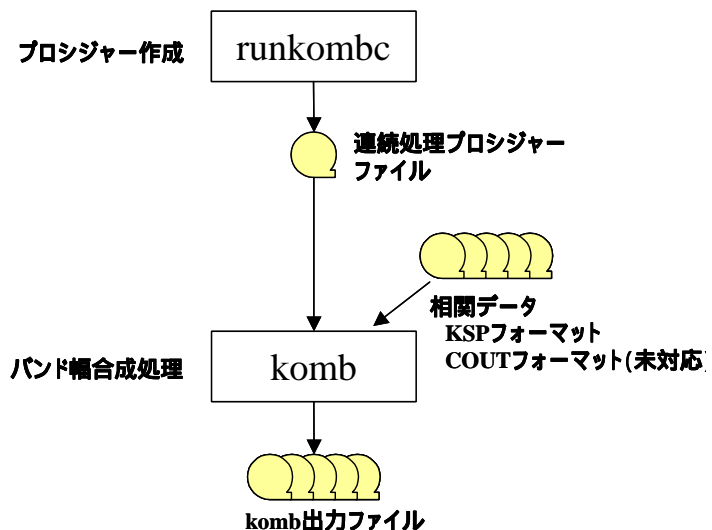 プロシジャー作成
runkombc
連続処理プロシジャー
ファイル
相関データ
KSPフォーマット
COUTフォーマット(未対応)
バンド幅合成処理
komb
komb出力ファイル